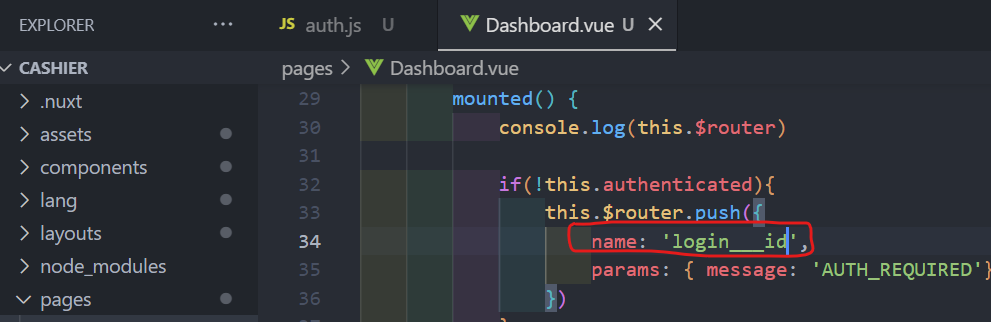 EXPLORER
...
JS auth.js U
Dashboard.vue U
CASHIER
pages > Dashboard.vue
.nuxt
assets
components
lang
layouts
node_modules
pages
29 mounted() {
30 console.log(this.$router)
31
32 if(!this.authenticated){
33 this.$router.push({
34 name: 'login___id',
35 params: { message: 'AUTH_REQUIRED'}
36 })